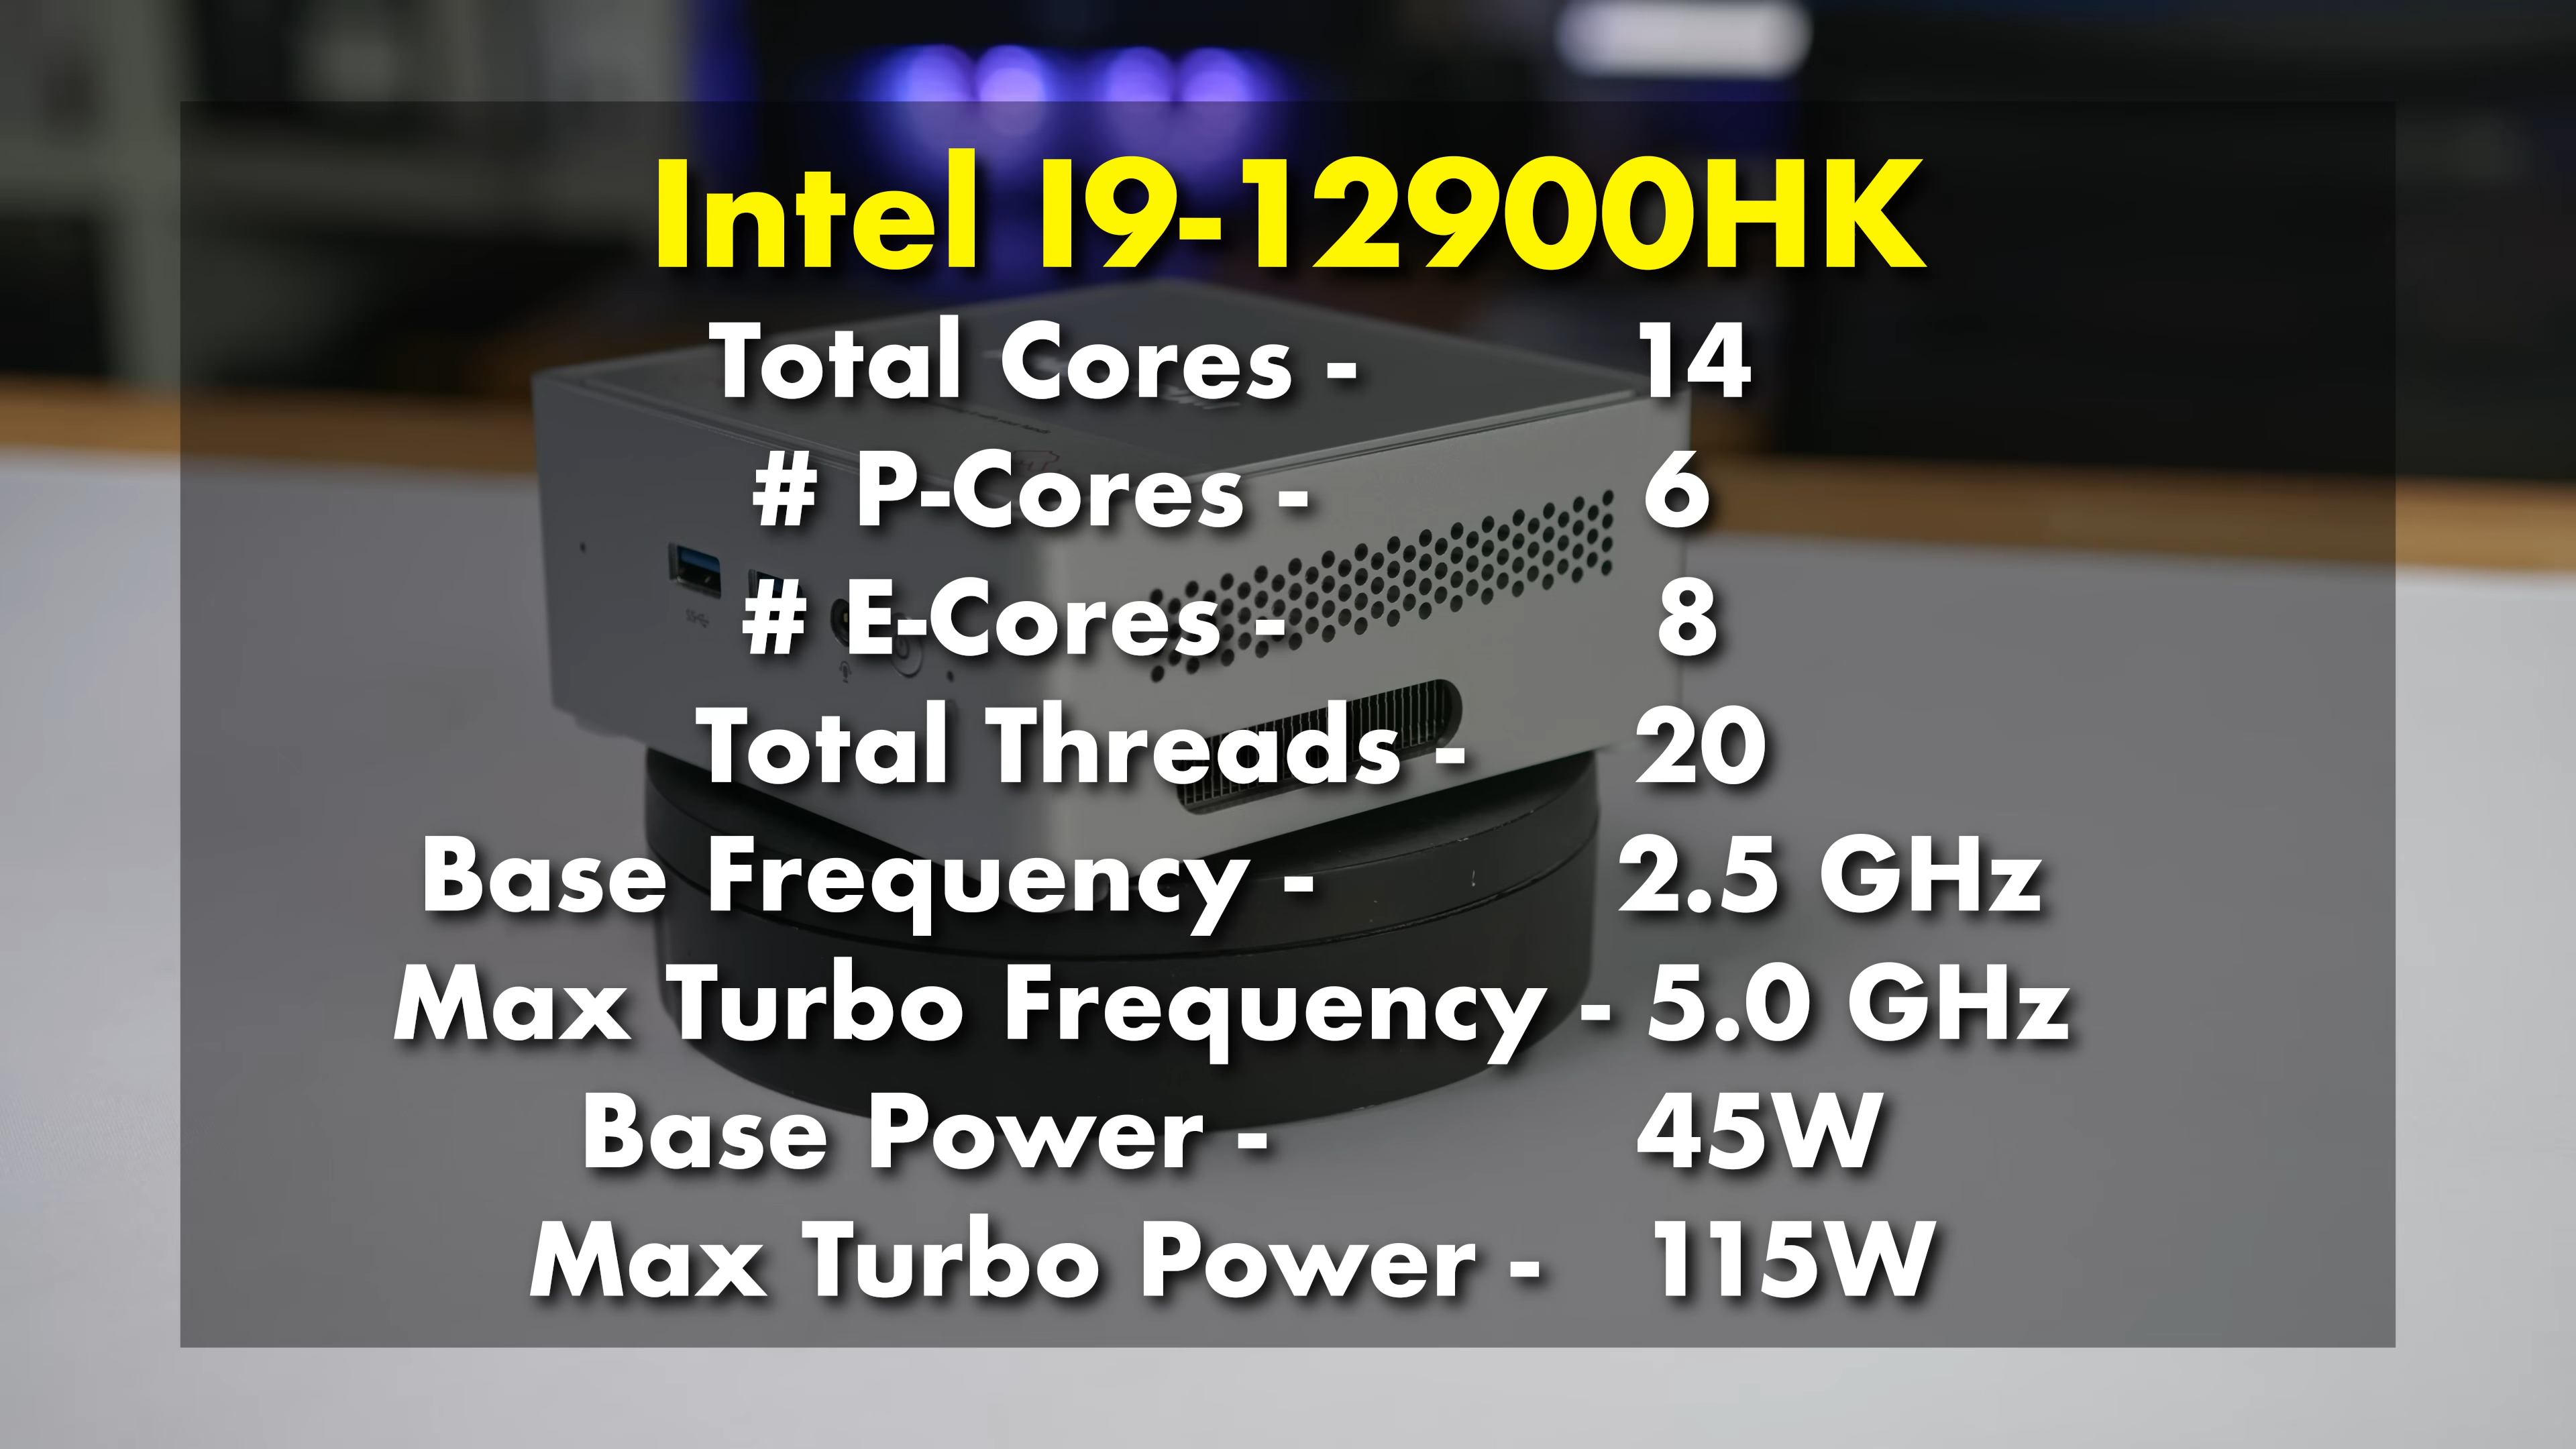 Intel I9-12900HK
Total Cores - 14
# P-Cores - 6
# E-Cores - 8
Total Threads - 20
Base Frequency - 2.5 GHz
Max Turbo Frequency - 5.0 GHz
Base Power - 45W
Max Turbo Power - 115W